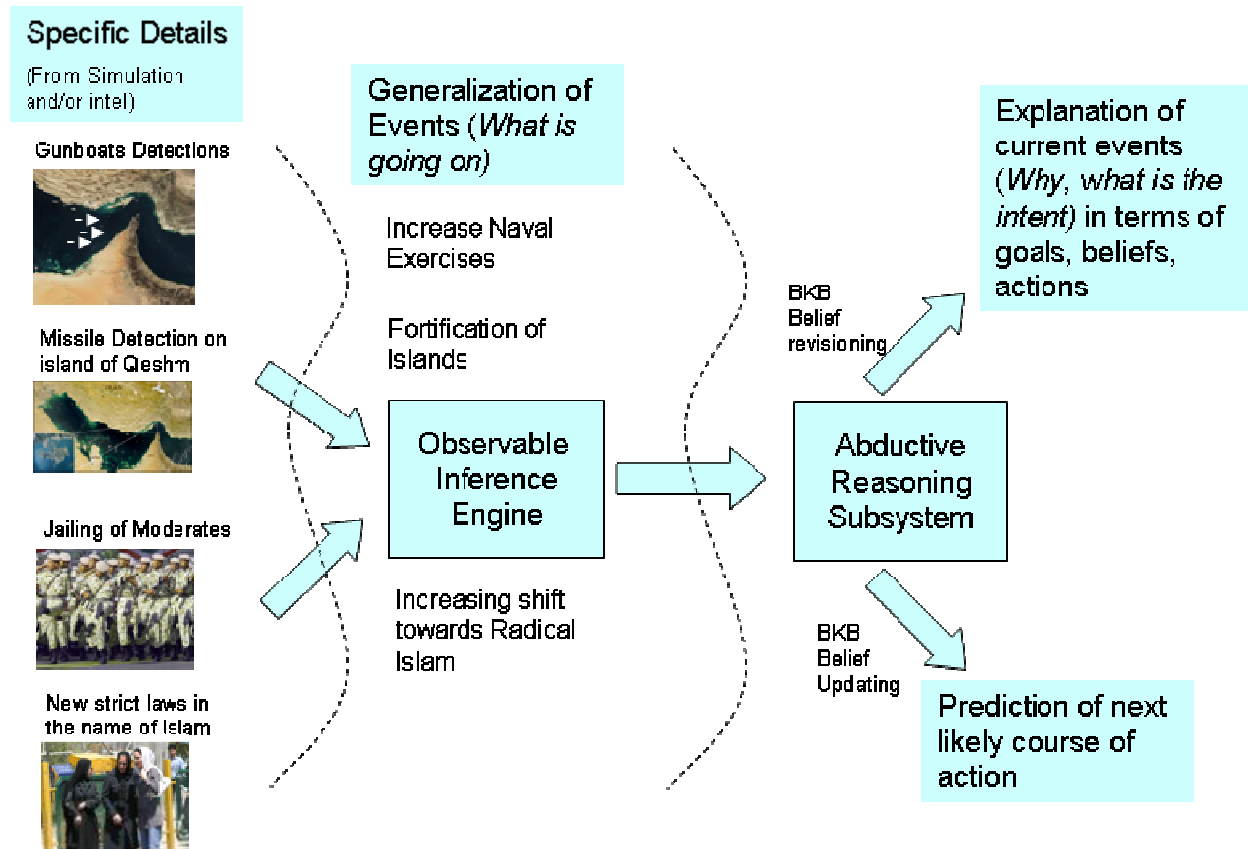 Specific Details
(From Simulation
and/or intel)
Gunboats Detections
Missile Detection on
island of Qeshm
Jailing of Moderates
New strict laws in
the name of Islam
Generalization of
Events (What is
going on)
Increase Naval
Exercises
Fortification of
Islands
Observable
Inference
Engine
Increasing shift
towards Radical
Islam
BKB
Belief
revisioning
Abductive
Reasoning
Subsystem
BKB
Belief
Updating
Explanation of
current events
(Why, what is the
intent) in terms of
goals, beliefs,
actions
Prediction of next
likely course of
action